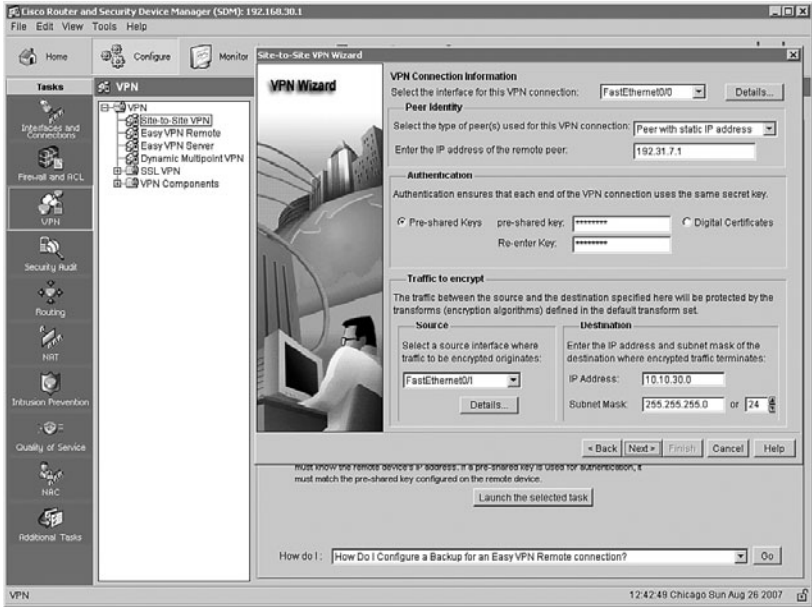 Cisco Router and Security Device Manager (SDM): 192.168.30.1
File Edit View Tools Help
Home
Configure
Monitor
Tasks
Interfaces and Connections
Firewall and ACL
VPN
Security Audit
Routing
NAT
Intrusion Prevention
Quality of Service
NAC
Additional Tasks
VPN
VPN
Site-to-Site VPN
Easy VPN Remote
Easy VPN Server
Dynamic Multipoint VPN
SSL VPN
VPN Components
Site-to-Site VPN Wizard
VPN Wizard
VPN Connection Information
Select the interface for this VPN connection: FastEthernet0/0 Details...
Peer Identity
Select the type of peer(s) used for this VPN connection: Peer with static IP address
Enter the IP address of the remote peer: 192.31.7.1
Authentication
Authentication ensures that each end of the VPN connection uses the same secret key.
Pre-shared Keys pre-shared key: ******** Digital Certificates
Re-enter Key: ********
Traffic to encrypt
The traffic between the source and the destination specified here will be protected by the
transforms (encryption algorithms) defined in the default transform set.
Source
Select a source interface where
traffic to be encrypted originates:
FastEthernet0/1
Details...
Destination
Enter the IP address and subnet mask of the
destination where encrypted traffic terminates:
IP Address: 10.10.30.0
Subnet Mask: 255.255.255.0 or 24
< Back Next > Finish Cancel Help
must know the remote device's IP address. If a pre-shared key is used for authentication, it
must match the pre-shared key configured on the remote device.
Launch the selected task
How do I: How Do I Configure a Backup for an Easy VPN Remote connection? Go
VPN
12:42:49 Chicago Sun Aug 26 2007